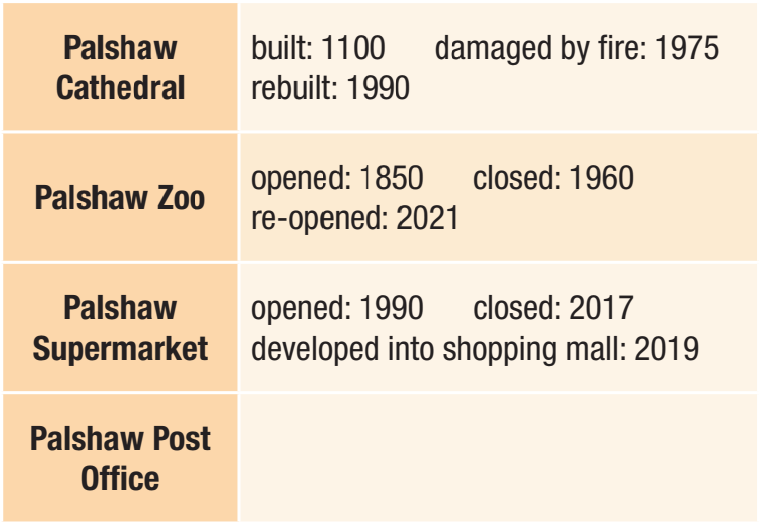 Palshaw
Cathedral
built: 1100 damaged by fire: 1975
rebuilt: 1990
Palshaw Zoo
opened: 1850 closed: 1960
re-opened: 2021
Palshaw
Supermarket
opened: 1990 closed: 2017
developed into shopping mall: 2019
Palshaw Post
Office